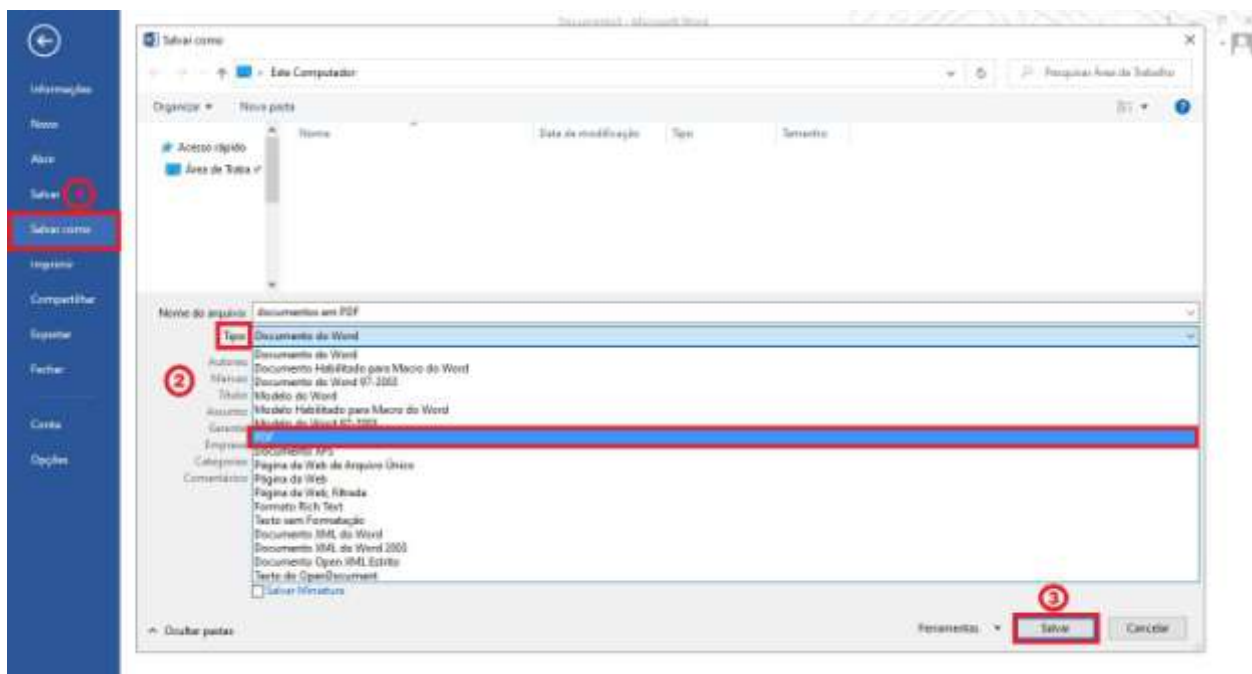 Documento1 - Microsoft Word
Salvar como
Este Computador
Pesquisar Área de Trabalho
Informações
Organizar
Nova pasta
Novo
Nome
Data de modificação
Tipo
Tamanho
Acesso rápido
Abrir
Área de Traba
Salvar
1
Salvar como
Imprimir
Compartilhar
Nome do arquivo:
documentos em PDF
Exportar
Tipo:
Documento do Word
Fechar
2
Autores:
Marcas:
Título:
Assunto:
Gerente:
Empresa:
Categorias:
Comentários:
Documento do Word
Documento Habilitado para Macro do Word
Documento do Word 97-2003
Modelo do Word
Modelo Habilitado para Macro do Word
Modelo do Word 97-2003
PDF
Documento XPS
Página da Web de Arquivo Único
Página da Web
Página da Web, Filtrada
Formato Rich Text
Texto sem Formatação
Documento XML do Word
Documento XML do Word 2003
Documento Open XML Estrito
Texto do OpenDocument
Conta
Opções
Salvar Miniatura
3
Ocultar pastas
Ferramentas
Salvar
Cancelar